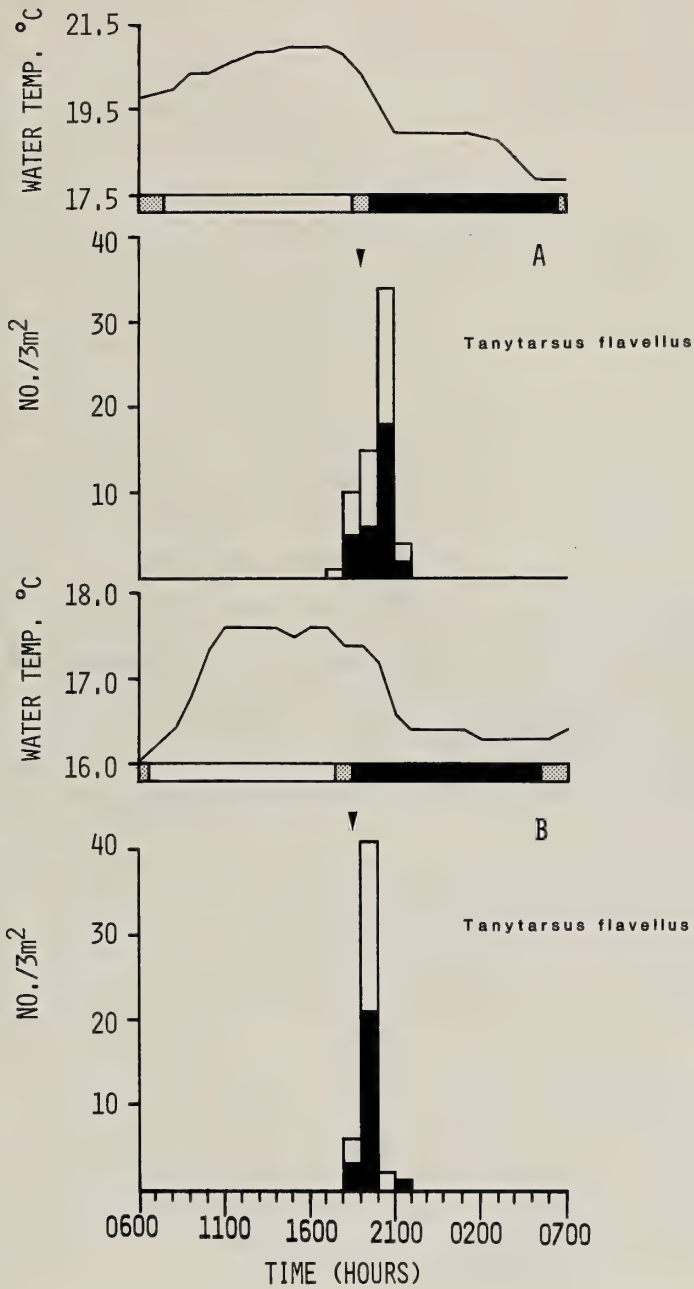 WATER TEMP. °C
21.5
19.5
17.5
A
NO./3m²
40
30
20
10
Tanytarsus flavellus
WATER TEMP. °C
18.0
17.0
16.0
B
NO./3m²
40
30
20
10
Tanytarsus flavellus
0600 1100 1600 2100 0200 0700
TIME (HOURS)